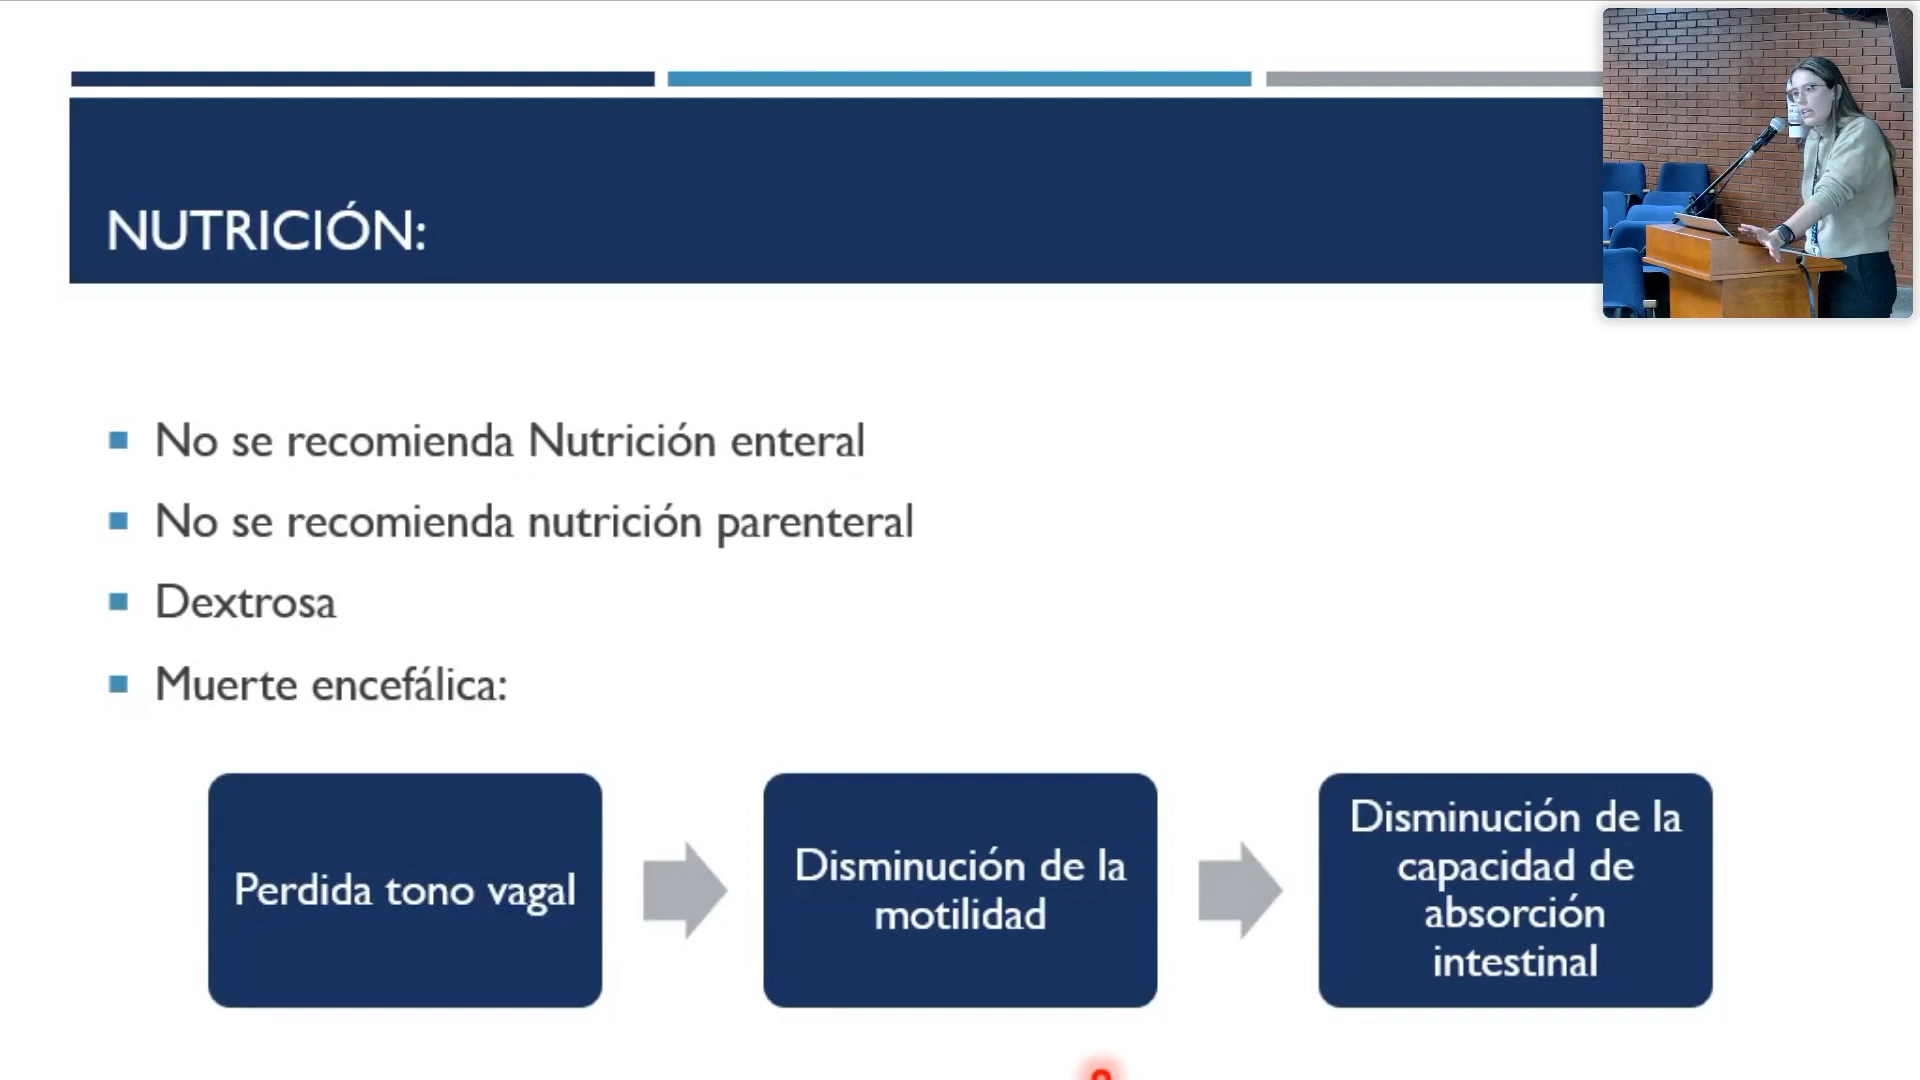 NUTRICIÓN:
No se recomienda Nutrición enteral
No se recomienda nutrición parenteral
Dextrosa
Muerte encefálica:
Perdida tono vagal
Disminución de la
motilidad
Disminución de la
capacidad de
absorción
intestinal